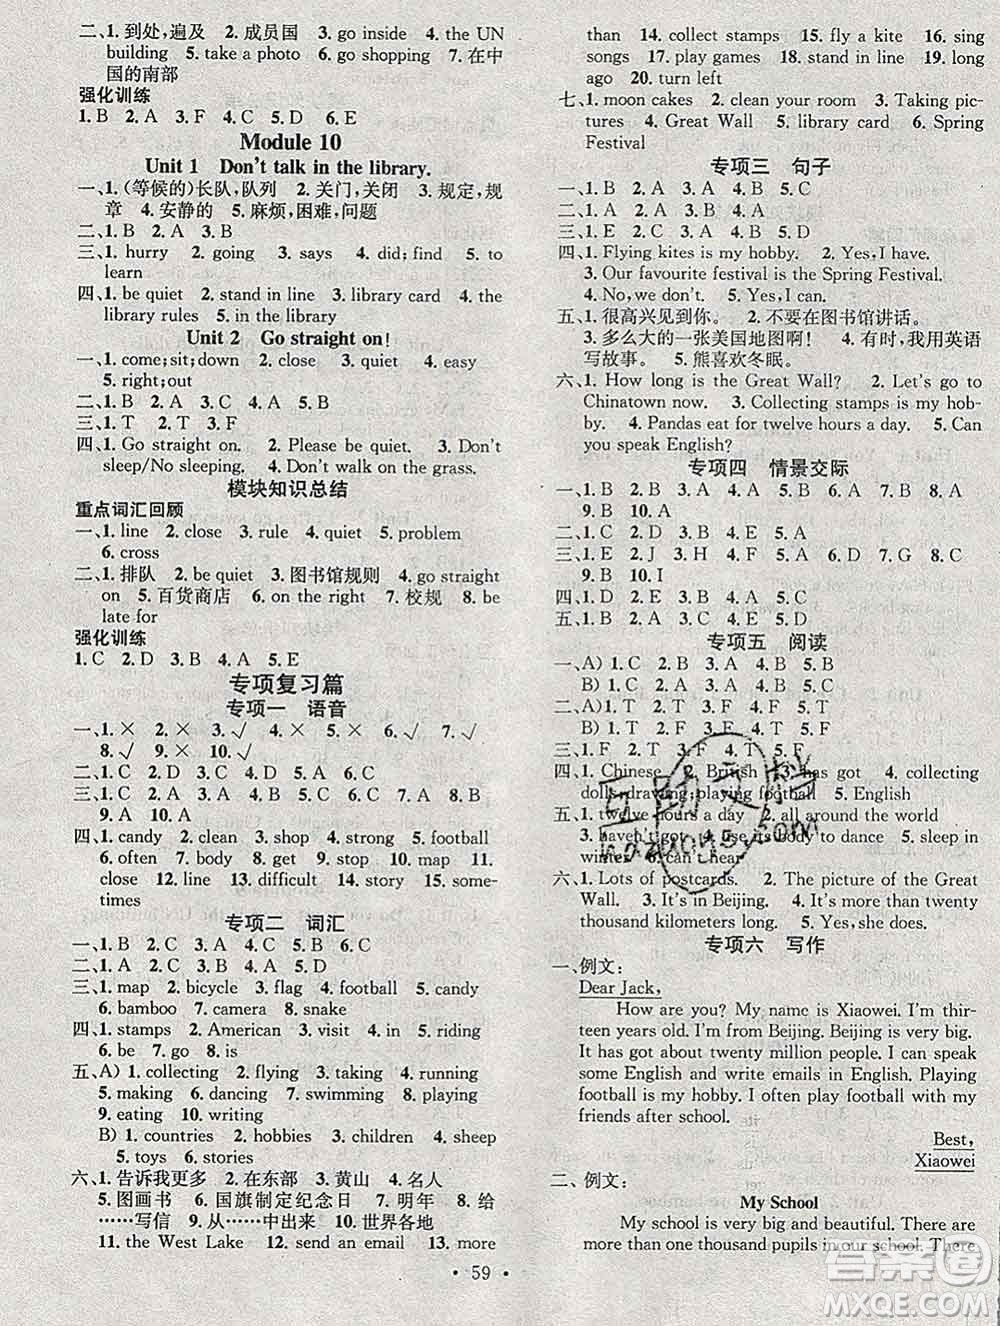 二、1. 到处,遍及 2. 成员国 3. go inside 4. the UN
building 5. take a photo 6. go shopping 7. 在中
国的南部
强化训练
1. B 2. A 3. F 4. C 5. D 6. E
Module 10
Unit 1 Don't talk in the library.
一、1. (等候的)长队,队列 2. 关门,关闭 3. 规定,规
章 4. 安静的 5. 麻烦,困难,问题
二、1. B 2. B 3. A 4. A
三、1. hurry 2. going 3. stands 4. did; find 5. to
learn
四、1. be quiet 2. stand in line 3. library card 4. the
library rules 5. in the library
Unit 2 Go straight on!
一、1. come; sit; down 2. close 3. quiet 4. easy
5. right; out
二、1. B 2. A 3. A 4. A 5. B
三、1. T 2. T 3. F
四、1. Go straight on. 2. Please be quiet. 3. Don't
sleep/No sleeping. 4. Don't walk on the grass.
模块知识总结
重点词汇回顾
一、1. line 2. close 3. rule 4. quiet 5. problem
6. cross
二、1. 排队 2. be quiet 3. 图书馆规则 4. go straight
on 5. 百货商店 6. on the right 7. 校规 8. be
late for
强化训练
1. C 2. D 3. B 4. A 5. E
专项复习篇
专项一 语音
一、1. × 2. × 3. √ 4. × 5. × 6. √ 7. √
8. √ 9. × 10. √
二、1. C 2. D 3. C 4. A 5. A
三、1. C 2. B 3. A 4. B 5. C 6. A 7. B 8. C
9. A 10. A
四、1. candy 2. clean 3. shop 4. strong 5. football
6. often 7. body 8. get 9. stop 10. map 11.
close 12. line 13. difficult 14. story 15. some-
times
专项二 词汇
一、1. B 2. C 3. A 4. C 5. B
二、1. C 2. A 3. C 4. B 5. A
三、1. map 2. bicycle 3. flag 4. football 5. cold
6. bamboo 7. camera 8. snake
四、1. stamps 2. American 3. visit 4. is 5. riding
6. be 7. go 8. is
五、A) 1. collecting 2. flying 3. taking 4. running
5. making 6. dancing 7. swimming 8. playing
9. eating 10. writing
B) 1. countries 2. hobbies 3. children 4. sheep
5. toys 6. stories
六、1. 告诉我更多 2. 在东部 3. 黄山 4. 名人
5. 图画书 6. 国旗制定纪念日 7. 明年 8. 给
……写信 9. 从……中出来 10. 世界各地
11. the West Lake 12. send an email 13. more
than 14. collect stamps 15. fly a kite 16. sing
songs 17. play games 18. stand in line 19. long
ago 20. turn left
七、1. moon cakes 2. clean your room 3. Taking pic-
tures 4. Great Wall 5. library card 6. Spring
Festival
专项三 句子
一、1. B 2. A 3. A 4. B 5. C
二、1. A 2. A 3. B 4. A
三、1. E 2. C 3. D 4. B 5. A
四、1. Flying kites is my hobby. 2. Yes, I have.
3. Our favourite festival is the Spring Festival.
4. No, we don't. 5. Yes, I can.
五、1. 很高兴见到你。 2. 不要在图书馆讲话。
3. 多么大的一张美国地图啊! 4. 有时,我用英语
写故事。 5. 熊喜欢冬眠。
六、1. How long is the Great Wall? 2. Let's go to
Chinatown now. 3. Collecting stamps is my hob-
by. 4. Pandas eat for twelve hours a day. 5. Can
you speak English?
专项四 情景交际
一、1. C 2. B 3. C 4. A 5. A 6. B 7. B 8. A
9. B 10. A
二、1. C 2. D 3. B 4. E 5. A
三、1. E 2. J 3. H 4. A 5. F 6. D 7. G 8. C
9. B 10. I
四、1. D 2. B 3. A 4. E 5. C
五、1. C 2. B 3. A 4. E 5. D
专项五 阅读
一、A) 1. C 2. D 3. A 4. E 5. B
B) 1. T 2. F 3. F 4. T 5. T
二、A) 1. T 2. F 3. T 4. F 5. F
B) 1. T 2. F 3. F 4. T 5. F
三、1. F 2. T 3. F 4. F 5. T
四、1. Chinese 2. British 3. has got 4. collecting
dolls, drawing, playing football 5. English
五、1. twelve hours a day 2. all around the world
3. haven't got 4. use its body to dance 5. sleep in
winter 6. can hear
六、1. Lots of postcards. 2. The picture of the Great
Wall. 3. It's in Beijing. 4. It's more than twenty
thousand kilometers long. 5. Yes, she does.
专项六 写作
一、例文:
Dear Jack,
How are you? My name is Xiaowei. I'm thir-
teen years old. I'm from Beijing. Beijing is very big.
It has got about twenty million people. I can speak
some English and write emails in English. Playing
football is my hobby. I often play football with my
friends after school.
Best,
Xiaowei
二、例文:
My School
My school is very big and beautiful. There are
more than one thousand pupils in our school. There
· 59 ·
答案圈
MXQE.COM